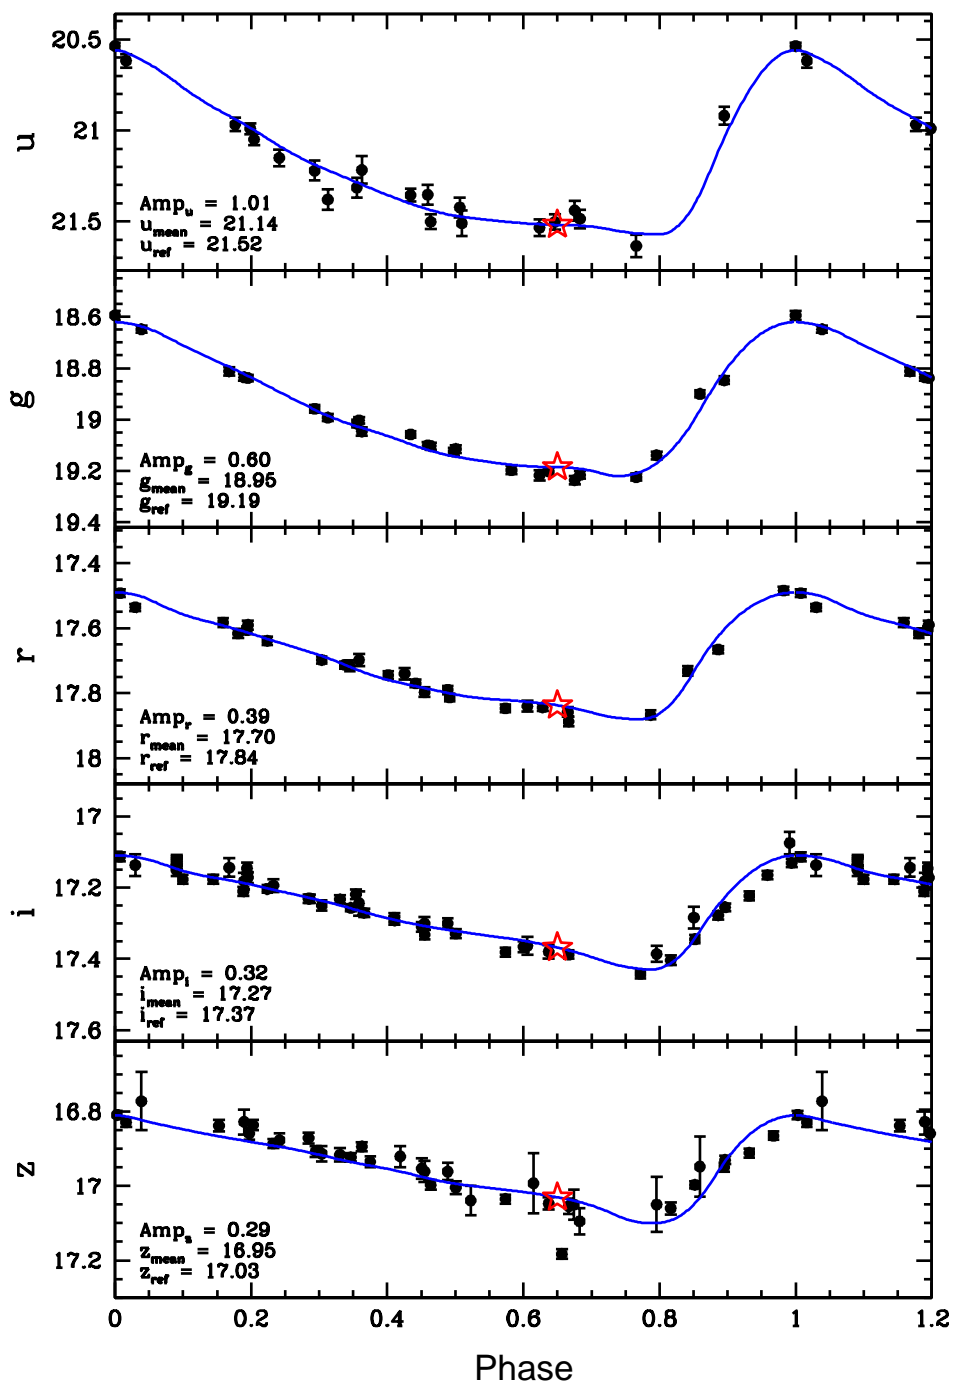 20.5
21
21.5
u
Amp_u = 1.01
u_mean = 21.14
u_ref = 21.52
18.6
18.8
19
19.2
19.4
g
Amp_g = 0.60
g_mean = 18.95
g_ref = 19.19
17.4
17.6
17.8
18
r
Amp_r = 0.39
r_mean = 17.70
r_ref = 17.84
17
17.2
17.4
17.6
i
Amp_i = 0.32
i_mean = 17.27
i_ref = 17.37
16.8
17
17.2
z
Amp_z = 0.29
z_mean = 16.95
z_ref = 17.03
0 0.2 0.4 0.6 0.8 1 1.2
Phase